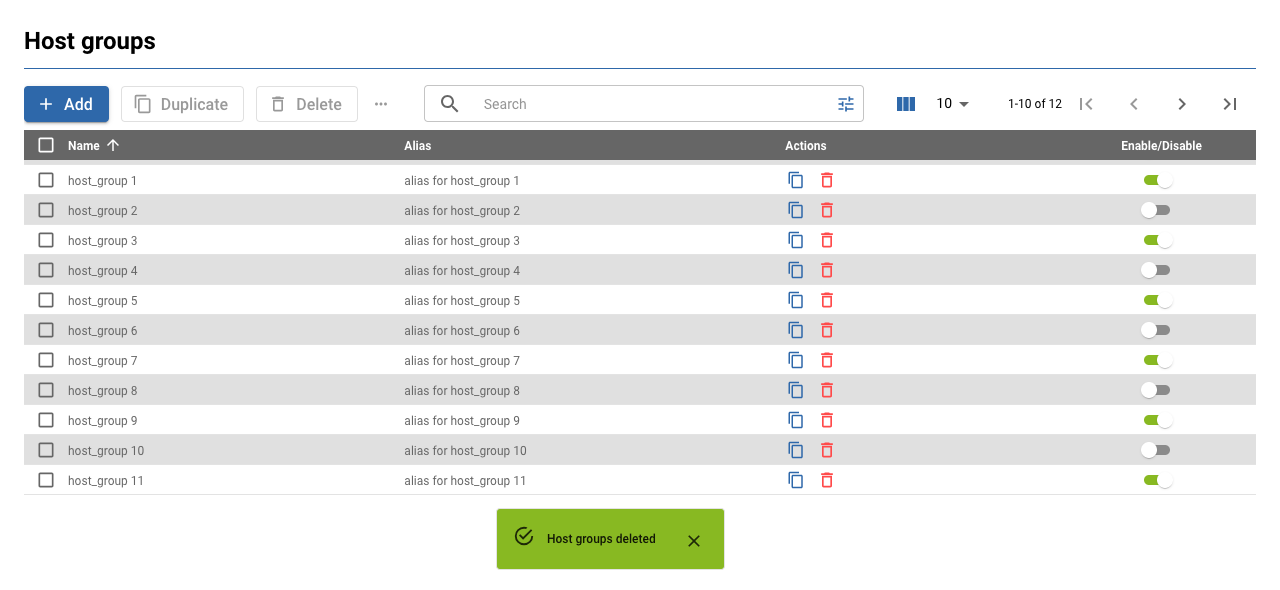 Host groups
Add Duplicate Delete ... Search 10 1-10 of 12
Name Alias Actions Enable/Disable
host_group 1 alias for host_group 1
host_group 2 alias for host_group 2
host_group 3 alias for host_group 3
host_group 4 alias for host_group 4
host_group 5 alias for host_group 5
host_group 6 alias for host_group 6
host_group 7 alias for host_group 7
host_group 8 alias for host_group 8
host_group 9 alias for host_group 9
host_group 10 alias for host_group 10
host_group 11 alias for host_group 11
Host groups deleted